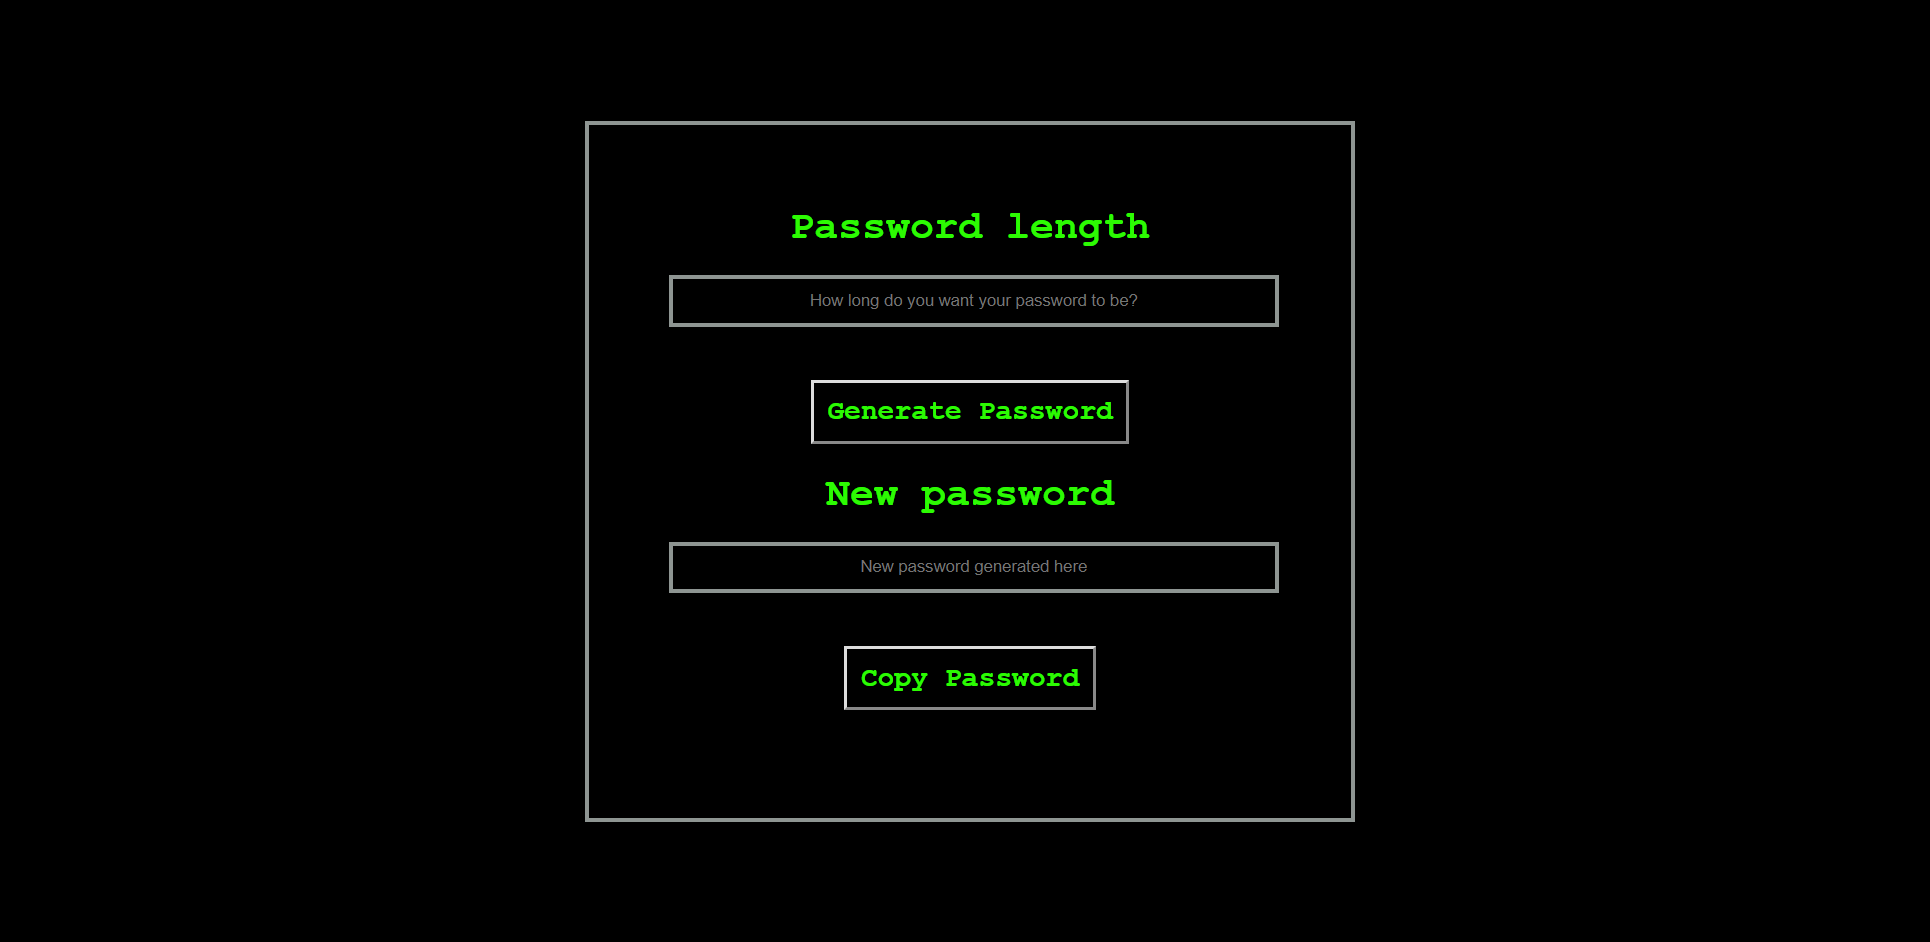 Password length
How long do you want your password to be?
Generate Password
New password
New password generated here
Copy Password